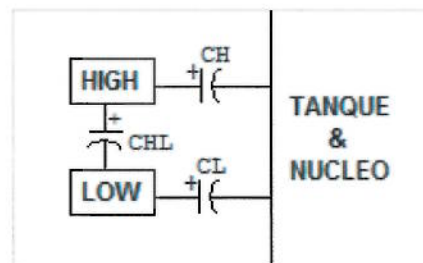 CH
+
HIGH
+
CHL
CL
+
LOW
TANQUE
&
NUCLEO